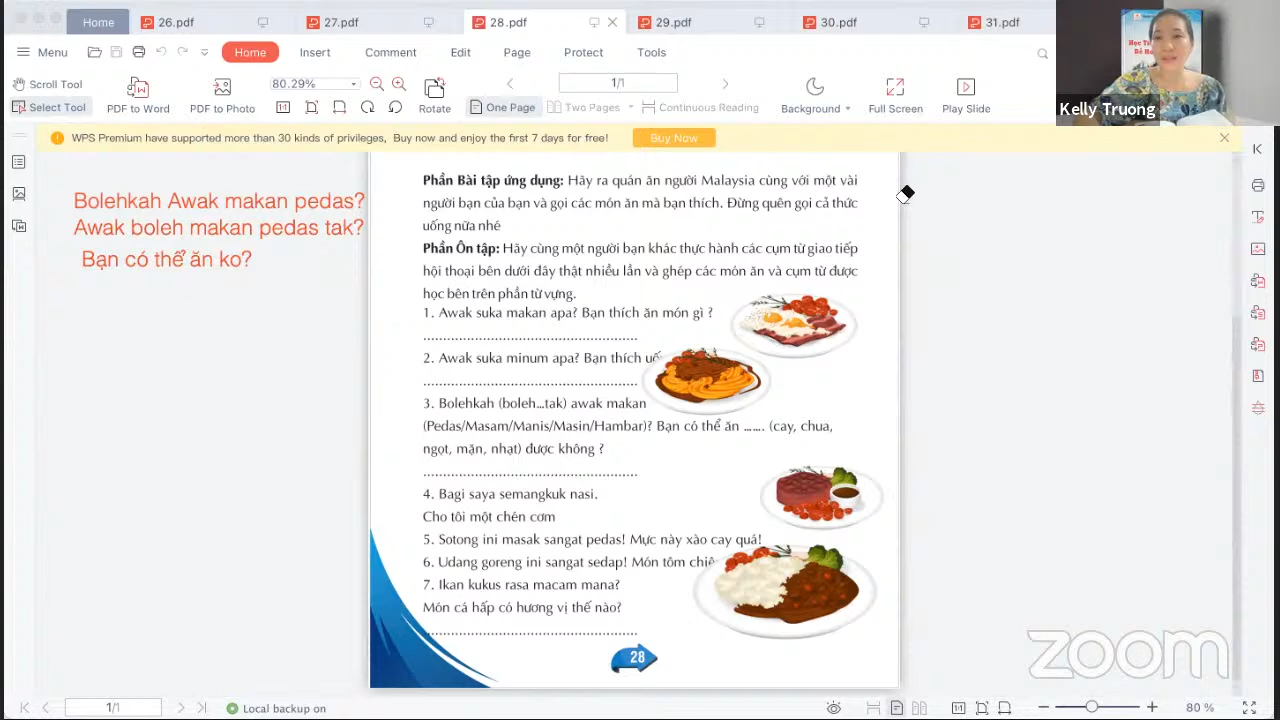 Home
26.pdf
27.pdf
28.pdf
29.pdf
30.pdf
31.pdf
Menu
Home
Insert
Comment
Edit
Page
Protect
Tools
Scroll Tool
Select Tool
PDF to Word
PDF to Photo
80.29%
Rotate
1/1
One Page
Two Pages
Continuous Reading
Background
Full Screen
Play Slide
Kelly Truong
WPS Premium have supported more than 30 kinds of privileges, Buy now and enjoy the first 7 days for free!
Buy Now
Bolehkah Awak makan pedas?
Awak boleh makan pedas tak?
Bạn có thể ăn ko?
Phần Bài tập ứng dụng: Hãy ra quán ăn người Malaysia cùng với một vài
người bạn của bạn và gọi các món ăn mà bạn thích. Đừng quên gọi cả thức
uống nữa nhé
Phần Ôn tập: Hãy cùng một người bạn khác thực hành các cụm từ giao tiếp
hội thoại bên dưới đây thật nhiều lần và ghép các món ăn và cụm từ được
học bên trên phần từ vựng.
1. Awak suka makan apa? Bạn thích ăn món gì ?
2. Awak suka minum apa? Bạn thích
3. Bolehkah (boleh...tak) awak makan
(Pedas/Masam/Manis/Masin/Hambar)? Bạn có thể ăn ....... (cay, chua,
ngọt, mặn, nhạt) được không ?
4. Bagi saya semangkuk nasi.
Cho tôi một chén cơm
5. Sotong ini masak sangat pedas! Mực này xào cay quá!
6. Udang goreng ini sangat sedap! Món tôm
7. Ikan kukus rasa macam mana?
Món cá hấp có hương vị thế nào?
28
zoom
1/1
Local backup on
80 %